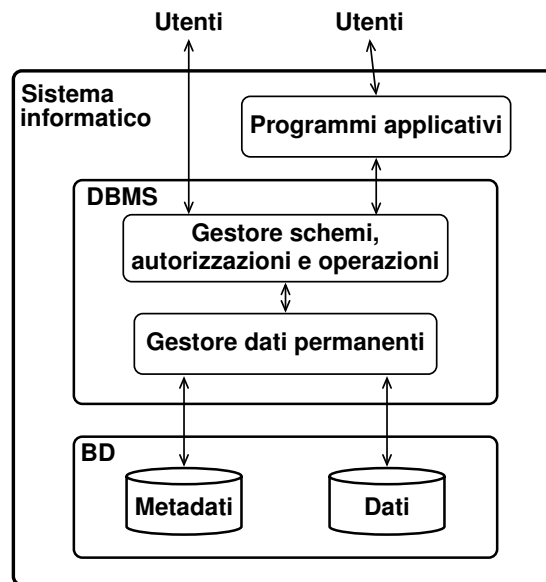 Utenti
Utenti
Sistema
informatico
Programmi applicativi
DBMS
Gestore schemi,
autorizzazioni e operazioni
Gestore dati permanenti
BD
Metadati
Dati